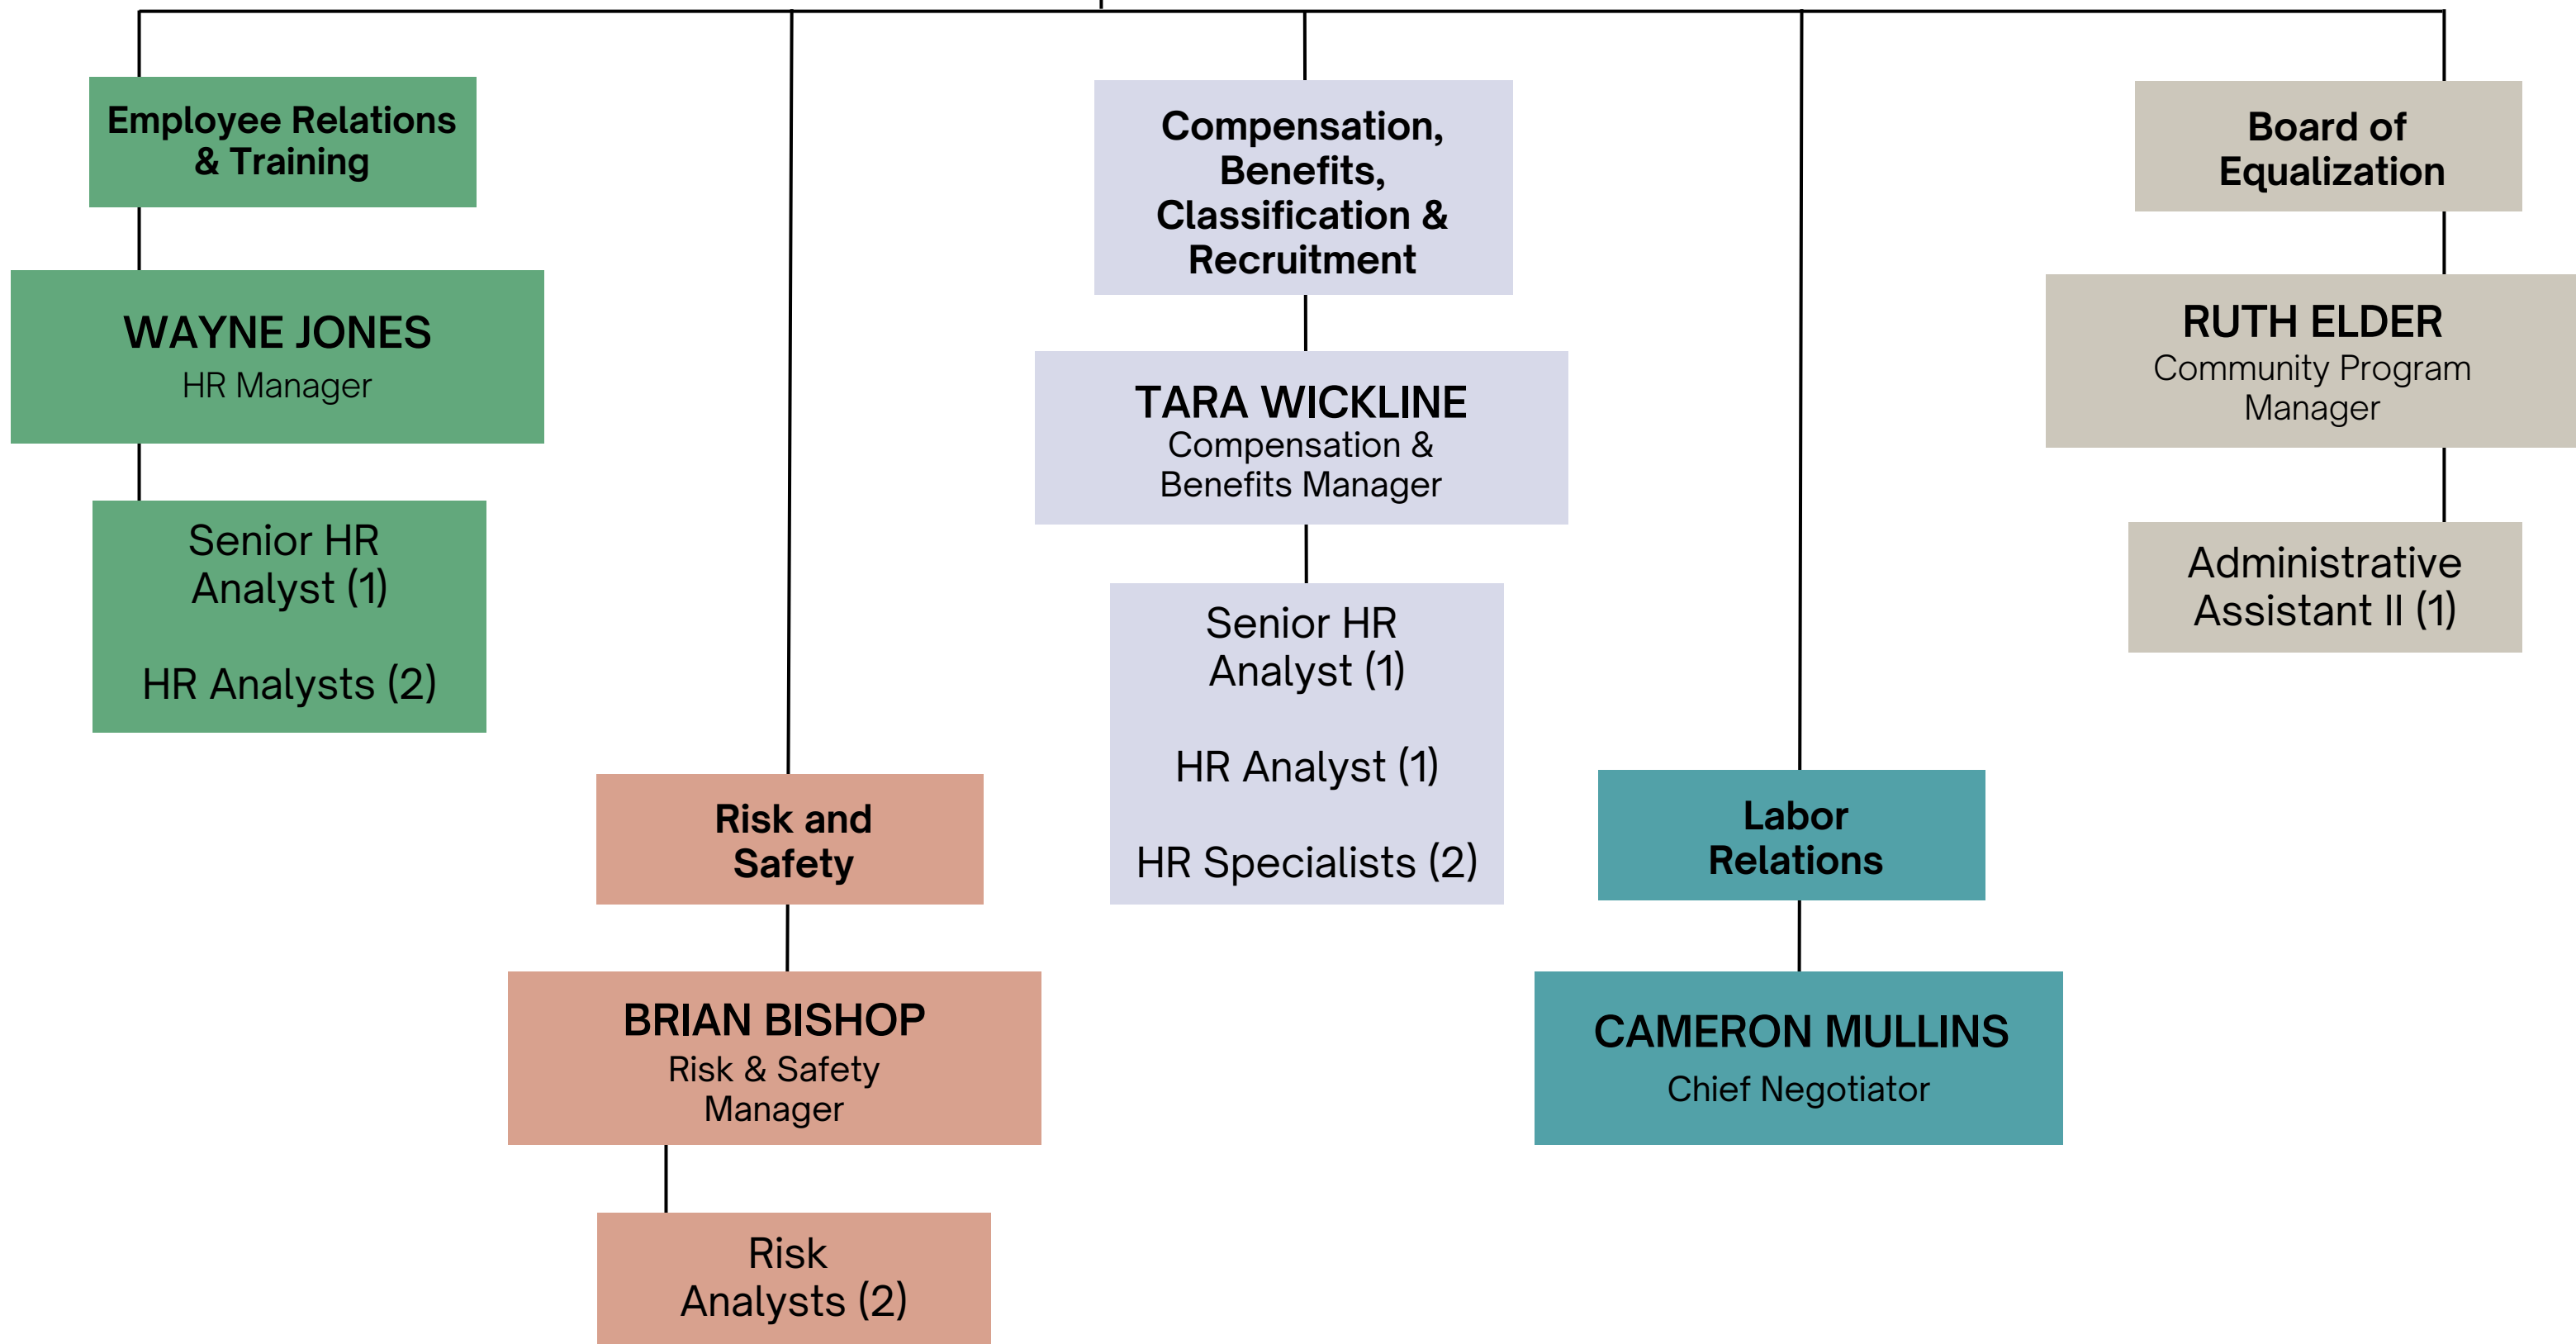 Employee Relations
& Training
WAYNE JONES
HR Manager
Senior HR
Analyst (1)
HR Analysts (2)
Risk and
Safety
BRIAN BISHOP
Risk & Safety
Manager
Risk
Analysts (2)
Compensation,
Benefits,
Classification &
Recruitment
TARA WICKLINE
Compensation &
Benefits Manager
Senior HR
Analyst (1)
HR Analyst (1)
HR Specialists (2)
Labor
Relations
CAMERON MULLINS
Chief Negotiator
Board of
Equalization
RUTH ELDER
Community Program
Manager
Administrative
Assistant II (1)